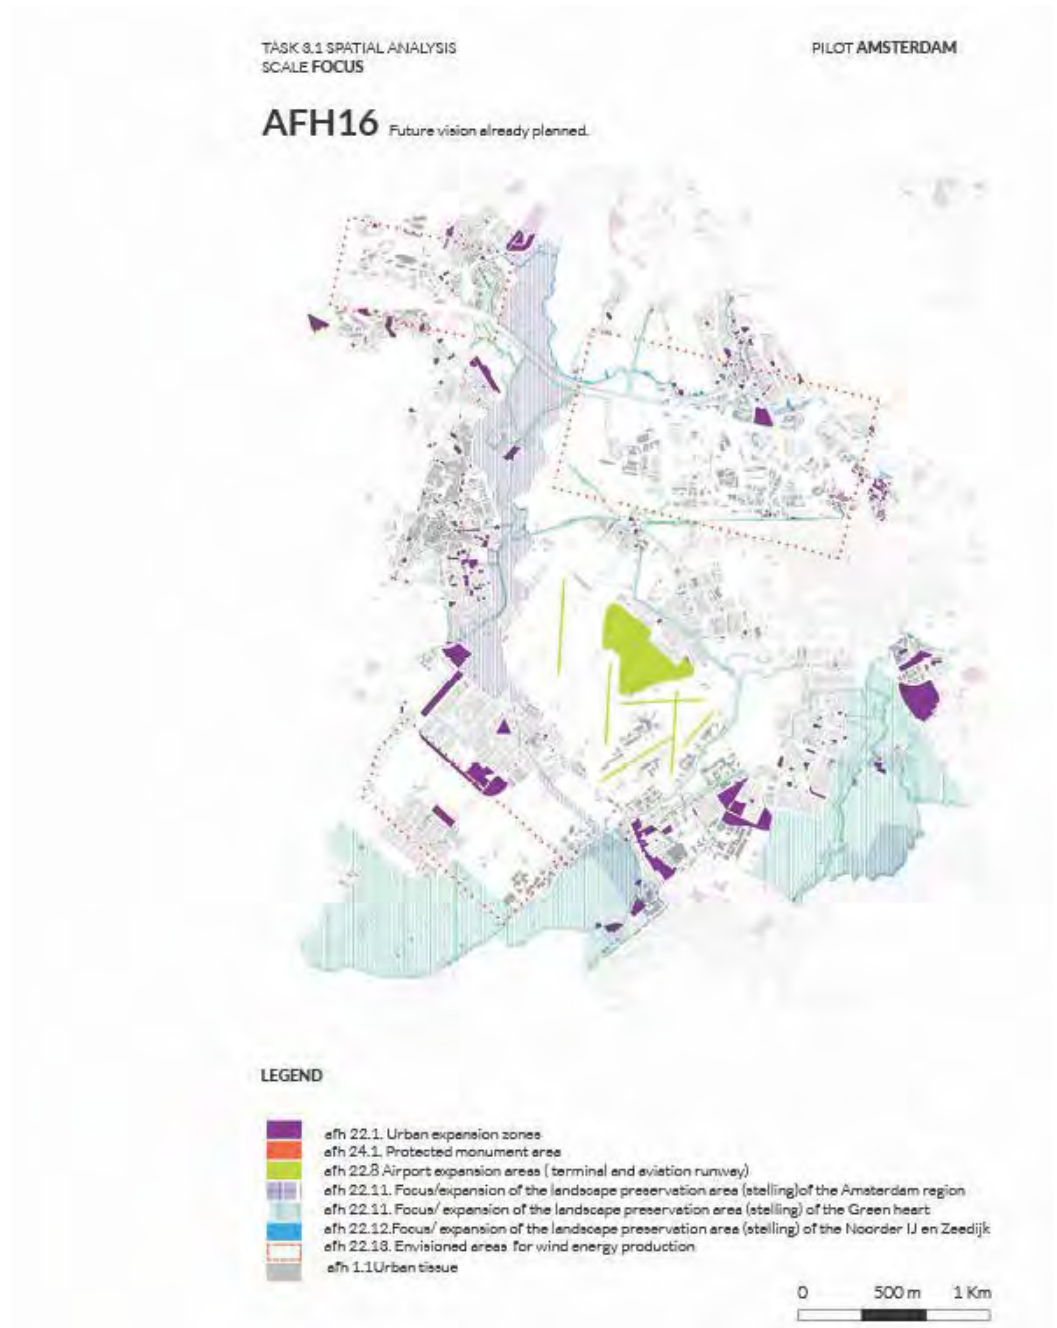 TASK 3.1 SPATIAL ANALYSIS
SCALE FOCUS
PILOT AMSTERDAM
AFH16 Future vision already planned.
LEGEND
afh 22.1. Urban expansion zones
afh 24.1. Protected monument area
afh 22.8 Airport expansion areas ( terminal and aviation runway)
afh 22.11. Focus/expansion of the landscape preservation area (stelling)of the Amsterdam region
afh 22.11. Focus/ expansion of the landscape preservation area (stelling) of the Green heart
afh 22.12.Focus/ expansion of the landscape preservation area (stelling) of the Noorder IJ en Zeedijk
afh 22.13. Envisioned areas for wind energy production
afh 1.1Urban tissue
0 500 m 1 Km